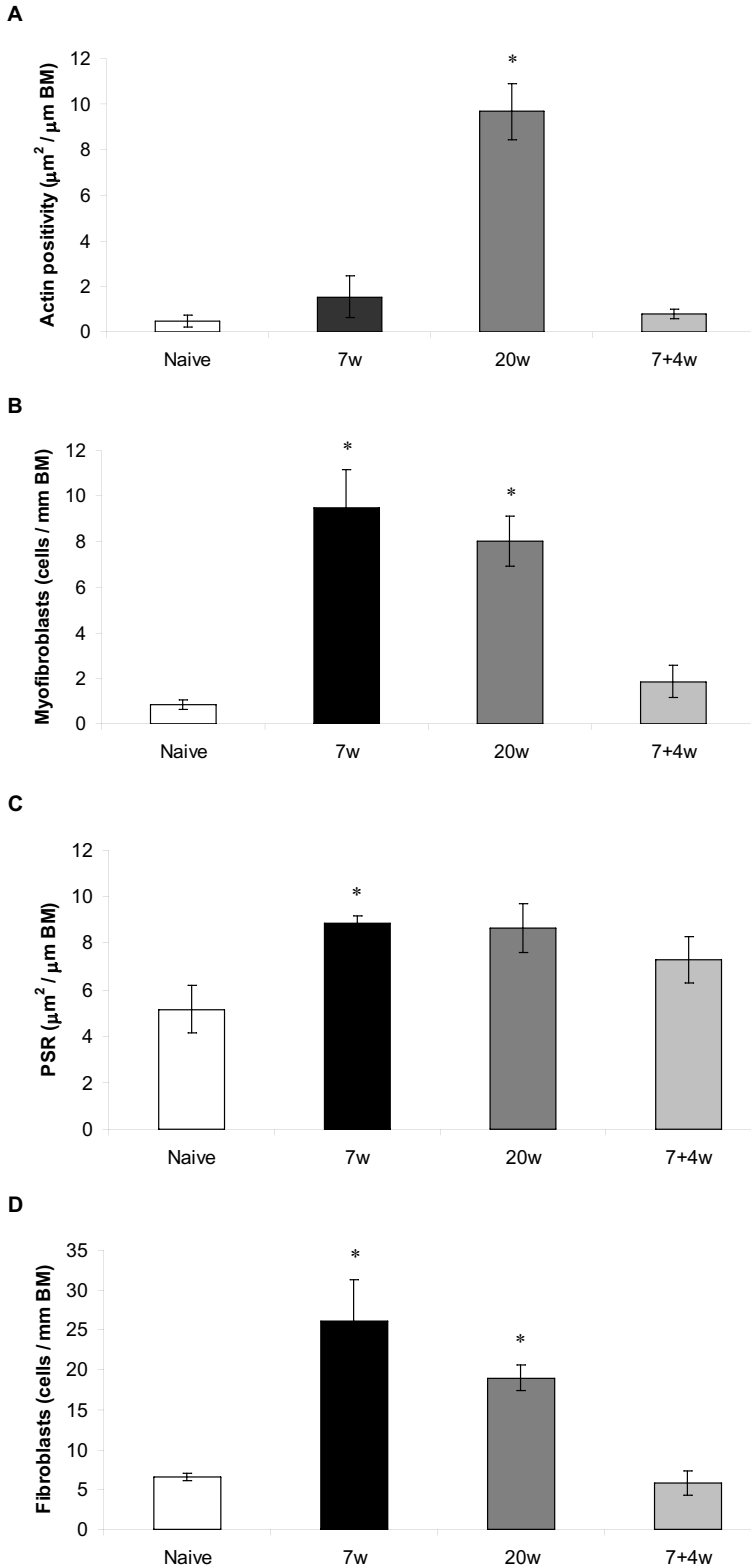 A
Actin positivity (μm² / μm BM)
12
10
8
6
4
2
0
*
Naive 7w 20w 7+4w
B
Myofibroblasts (cells / mm BM)
12
10
8
6
4
2
0
*
*
Naive 7w 20w 7+4w
C
PSR (μm² / μm BM)
12
10
8
6
4
2
0
*
Naive 7w 20w 7+4w
D
Fibroblasts (cells / mm BM)
35
30
25
20
15
10
5
0
*
*
Naive 7w 20w 7+4w